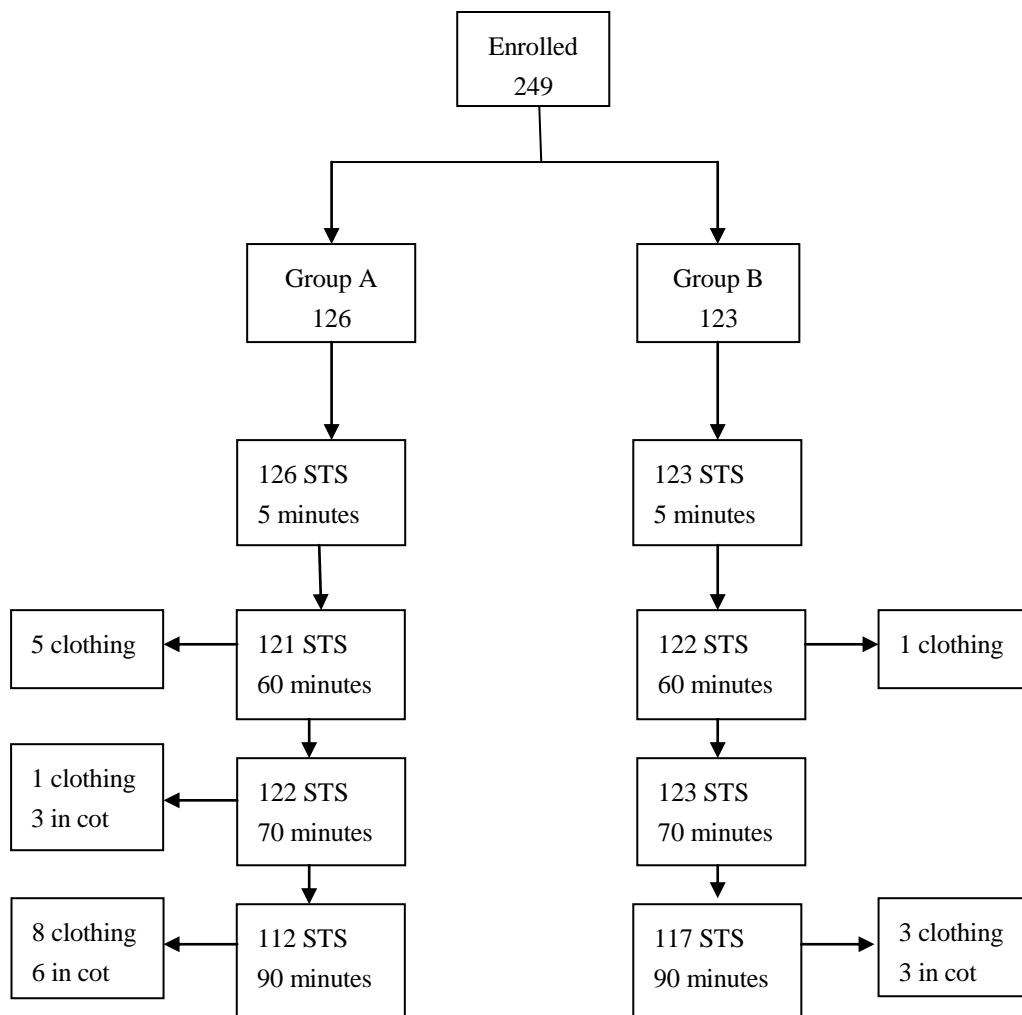 Enrolled
249
Group A
126
Group B
123
126 STS
5 minutes
123 STS
5 minutes
5 clothing
121 STS
60 minutes
122 STS
60 minutes
1 clothing
1 clothing
3 in cot
122 STS
70 minutes
123 STS
70 minutes
8 clothing
6 in cot
112 STS
90 minutes
117 STS
90 minutes
3 clothing
3 in cot